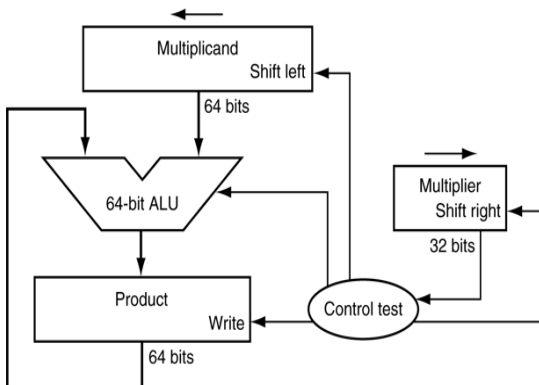 Multiplicand
Shift left
64 bits
64-bit ALU
Multiplier
Shift right
32 bits
Product
Write
Control test
64 bits